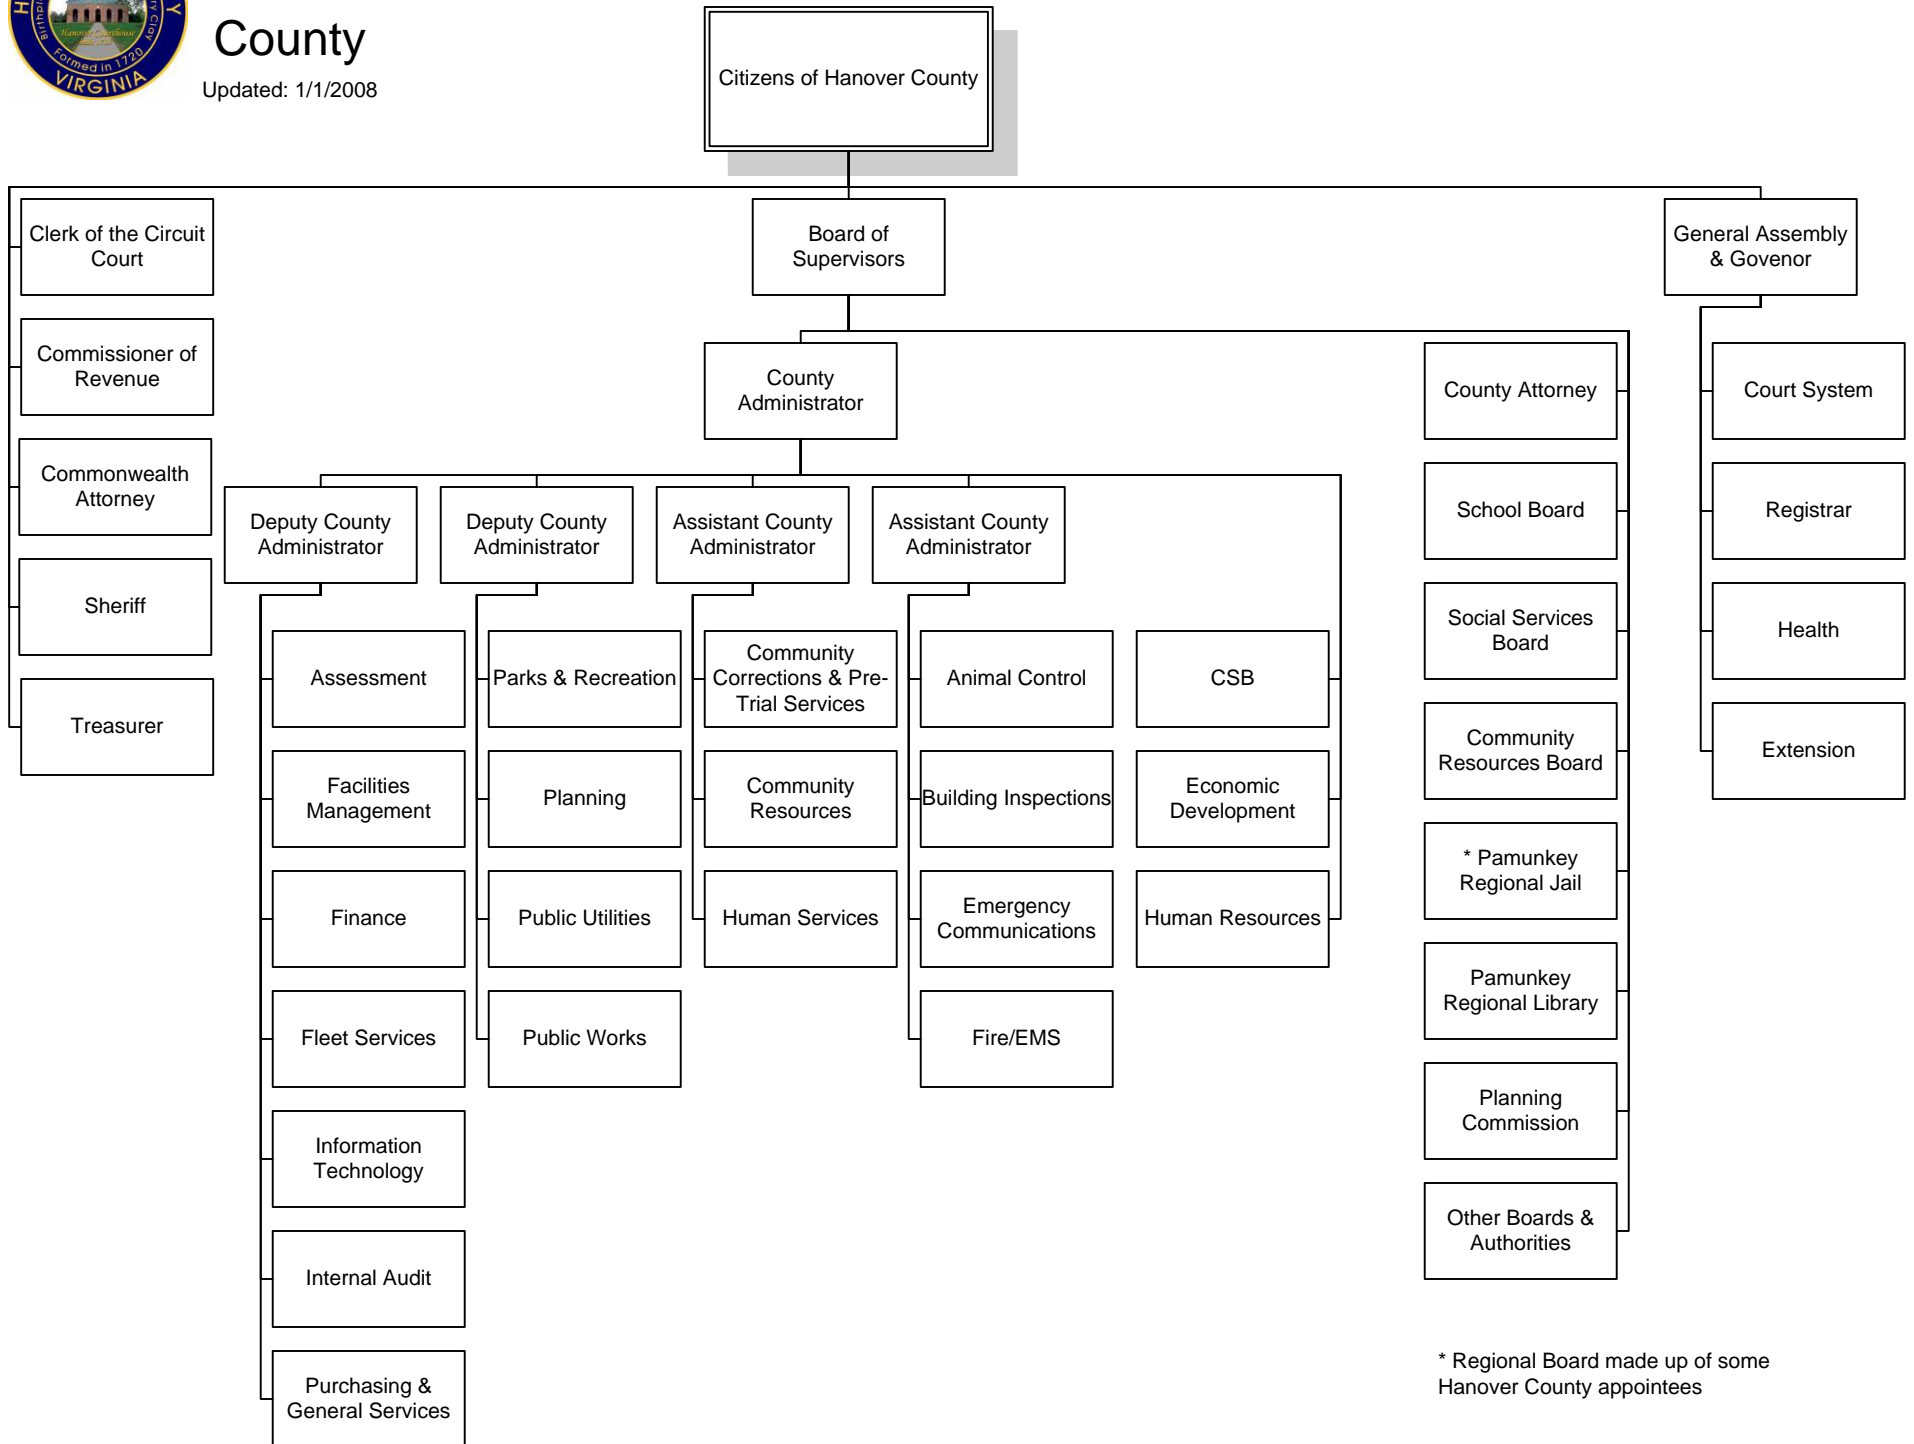 County
Updated: 1/1/2008
Formed in 1720
VIRGINIA
Citizens of Hanover County
Clerk of the Circuit
Court
Commissioner of
Revenue
Commonwealth
Attorney
Sheriff
Treasurer
Board of
Supervisors
General Assembly
& Govenor
County
Administrator
Deputy County
Administrator
Deputy County
Administrator
Assistant County
Administrator
Assistant County
Administrator
Assessment
Facilities
Management
Finance
Fleet Services
Information
Technology
Internal Audit
Purchasing &
General Services
Parks & Recreation
Planning
Public Utilities
Public Works
Community
Corrections & Pre-
Trial Services
Community
Resources
Human Services
Animal Control
Building Inspections
Emergency
Communications
Fire/EMS
CSB
Economic
Development
Human Resources
County Attorney
School Board
Social Services
Board
Community
Resources Board
* Pamunkey
Regional Jail
Pamunkey
Regional Library
Planning
Commission
Other Boards &
Authorities
Court System
Registrar
Health
Extension
* Regional Board made up of some
Hanover County appointees